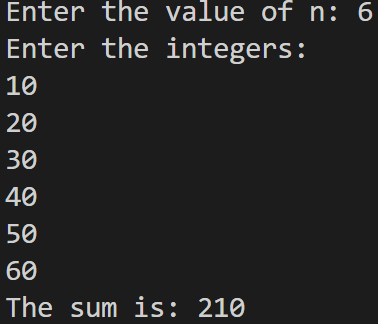 Enter the value of n: 6
Enter the integers:
10
20
30
40
50
60
The sum is: 210